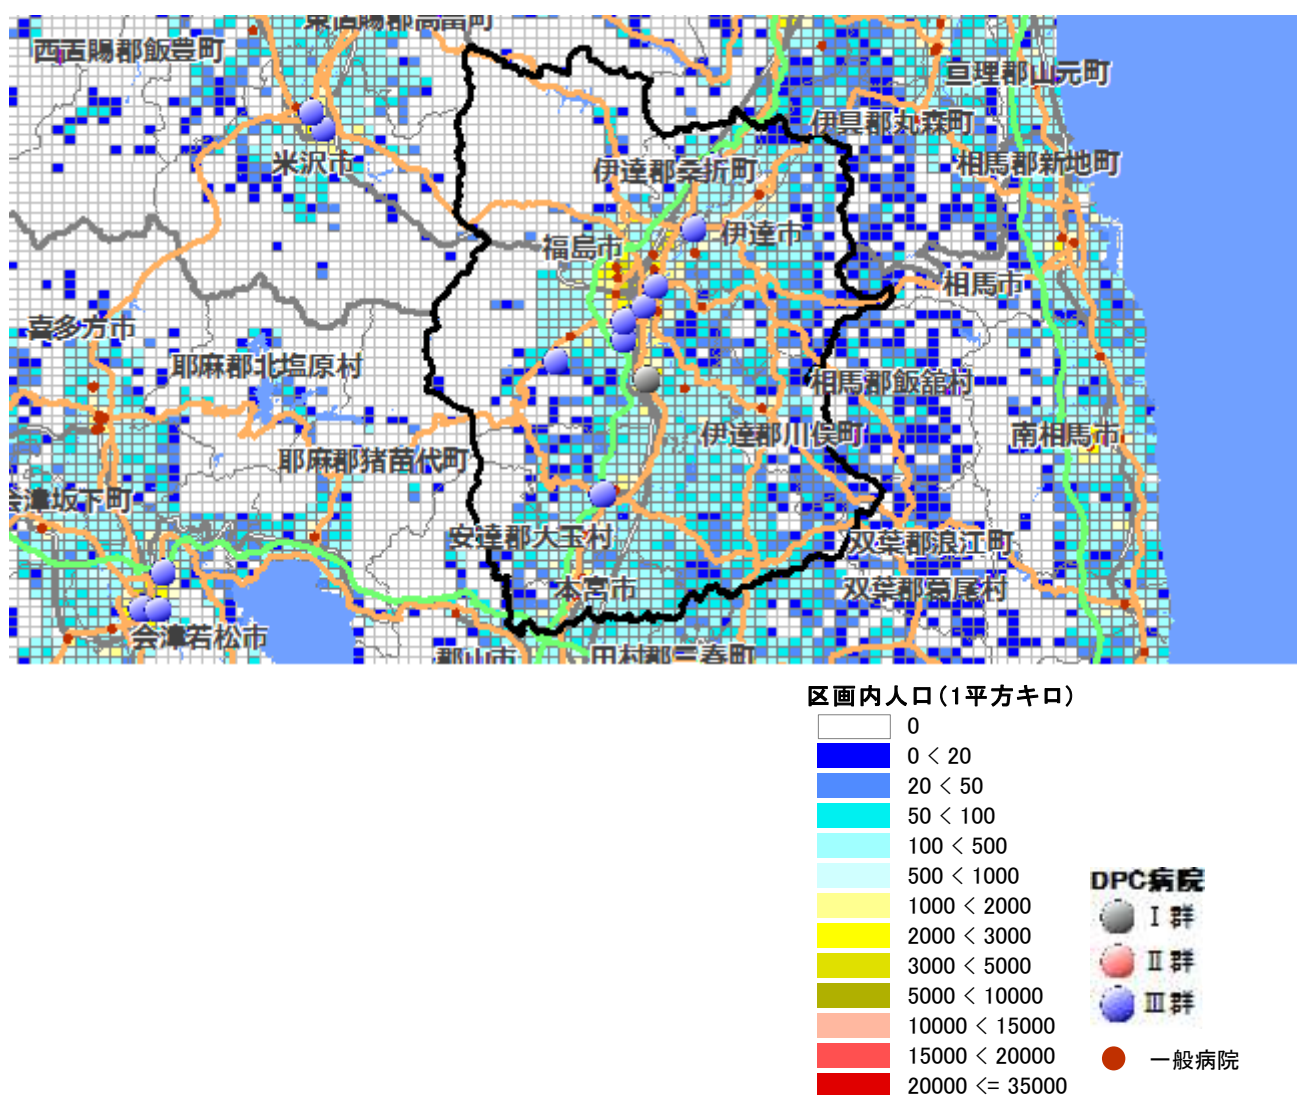 東置賜郡高畠町
西置賜郡飯豊町
亘理郡山元町
伊具郡丸森町
米沢市
伊達郡桑折町
相馬郡新地町
福島市
伊達市
相馬市
喜多方市
耶麻郡北塩原村
相馬郡飯舘村
伊達郡川俣町
南相馬市
耶麻郡猪苗代町
会津坂下町
安達郡大玉村
双葉郡浪江町
本宮市
双葉郡葛尾村
会津若松市
郡山市
田村郡三春町
区画内人口(1平方キロ)
0
0 < 20
20 < 50
50 < 100
100 < 500
500 < 1000
1000 < 2000
2000 < 3000
3000 < 5000
5000 < 10000
10000 < 15000
15000 < 20000
20000 <= 35000
DPC病院
Ⅰ群
Ⅱ群
Ⅲ群
一般病院